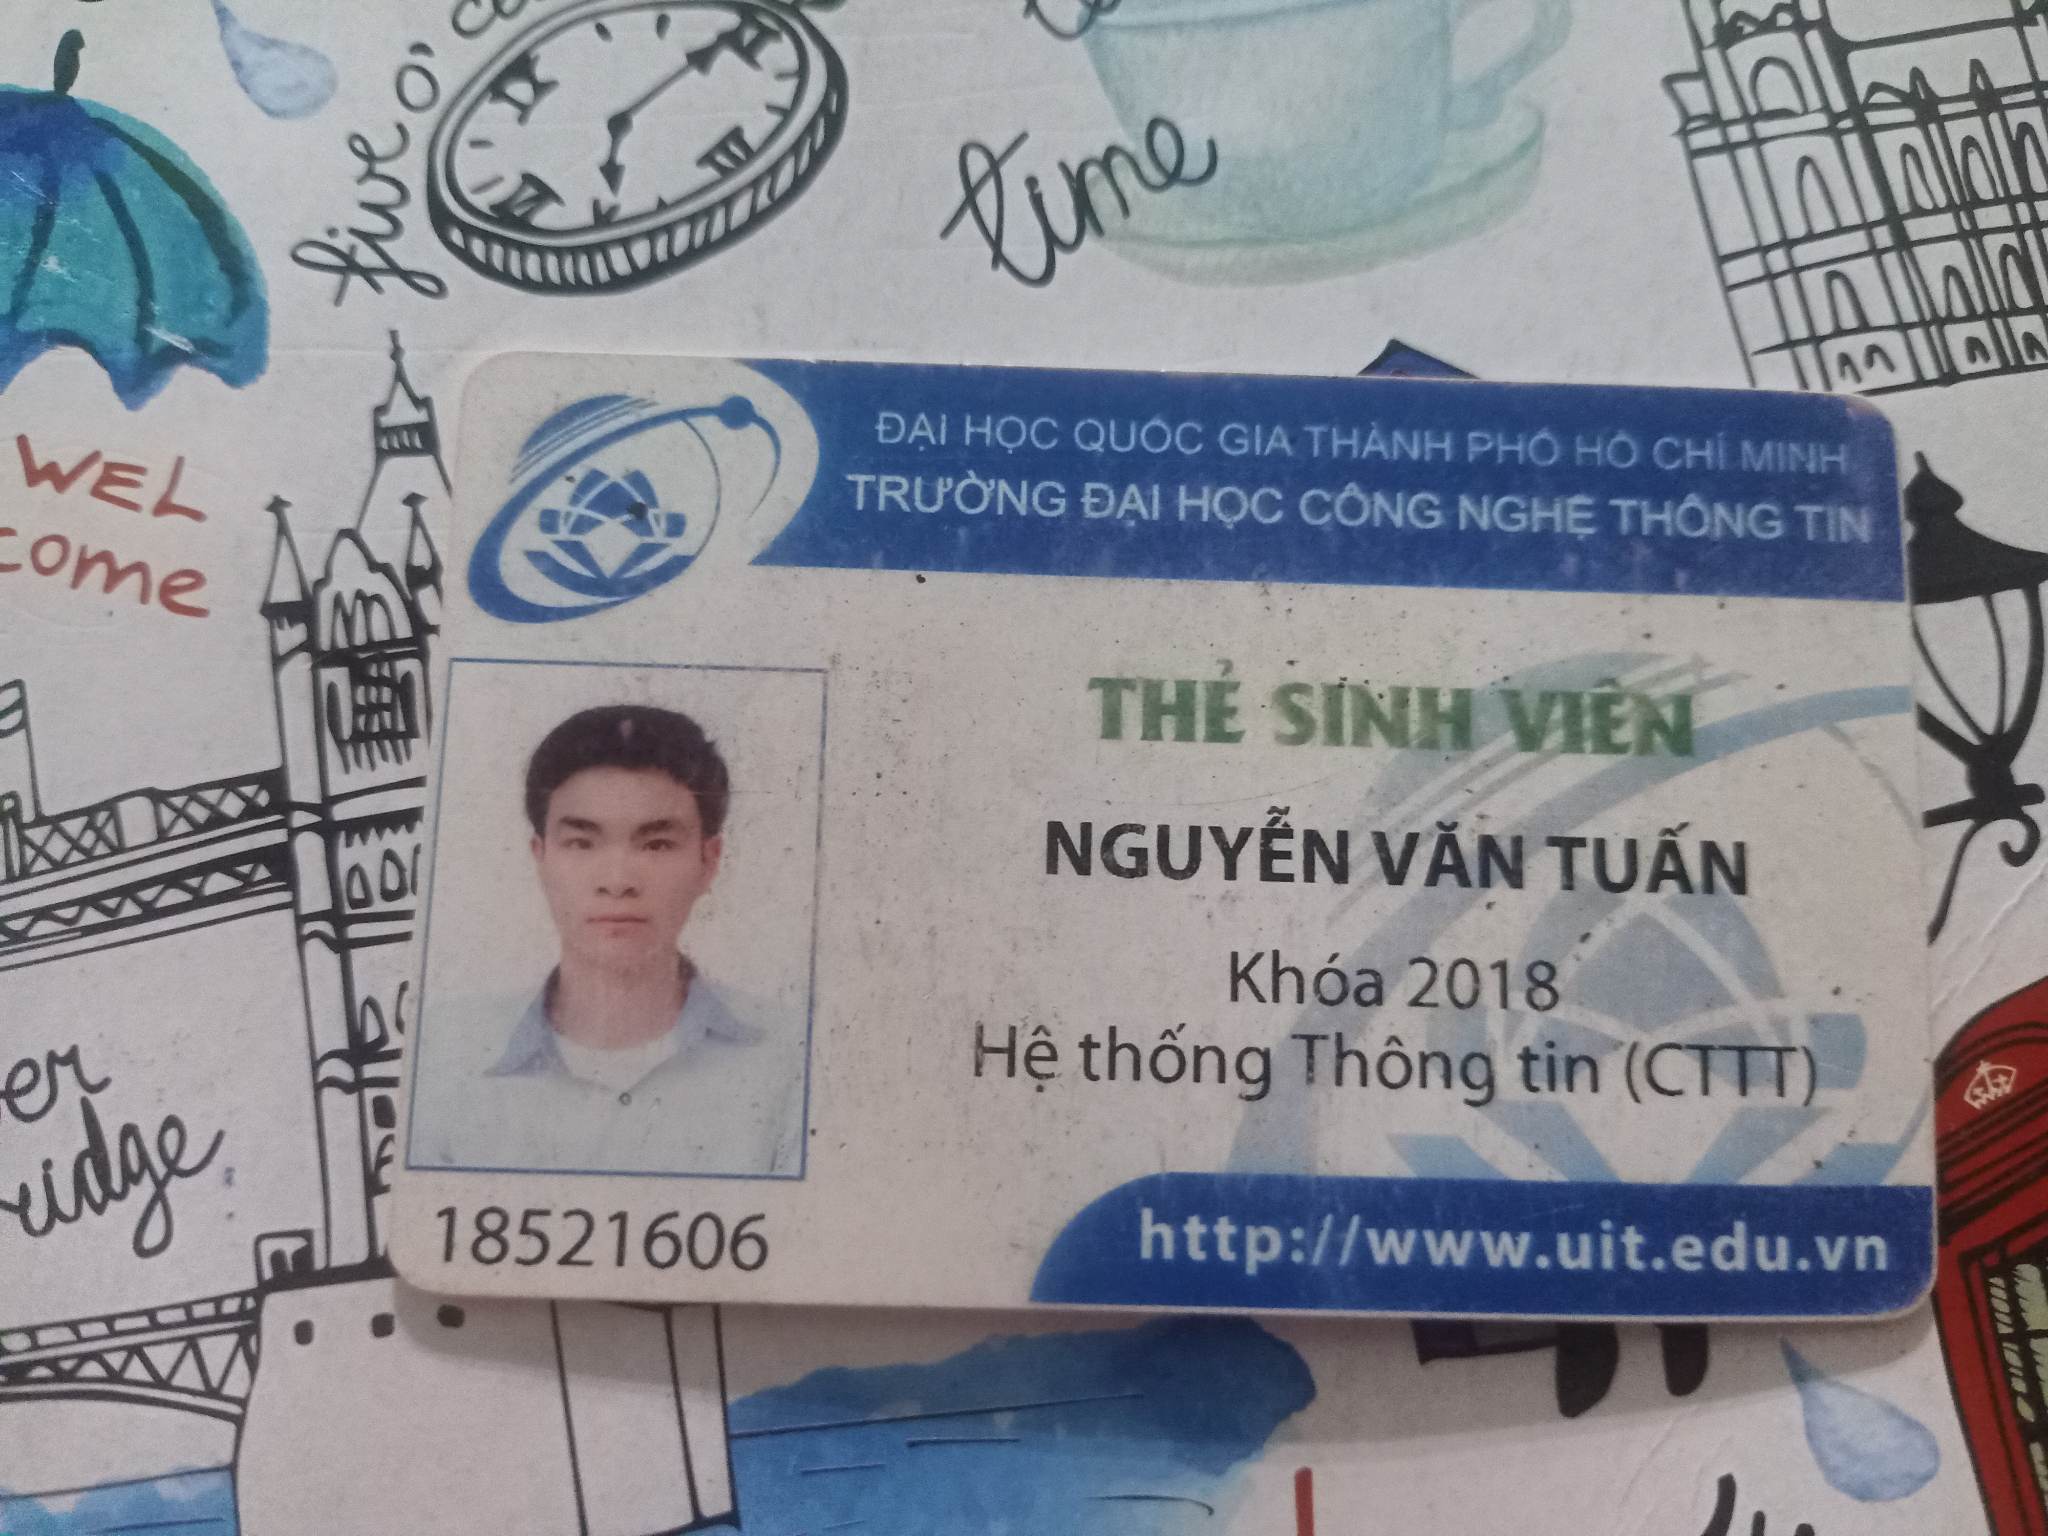 five o'
time
WEL
come
ĐẠI HỌC QUỐC GIA THÀNH PHỐ HỒ CHÍ MINH
TRƯỜNG ĐẠI HỌC CÔNG NGHỆ THÔNG TIN
THẺ SINH VIÊN
NGUYỄN VĂN TUẤN
Khóa 2018
Hệ thống Thông tin (CTTT)
18521606
http://www.uit.edu.vn